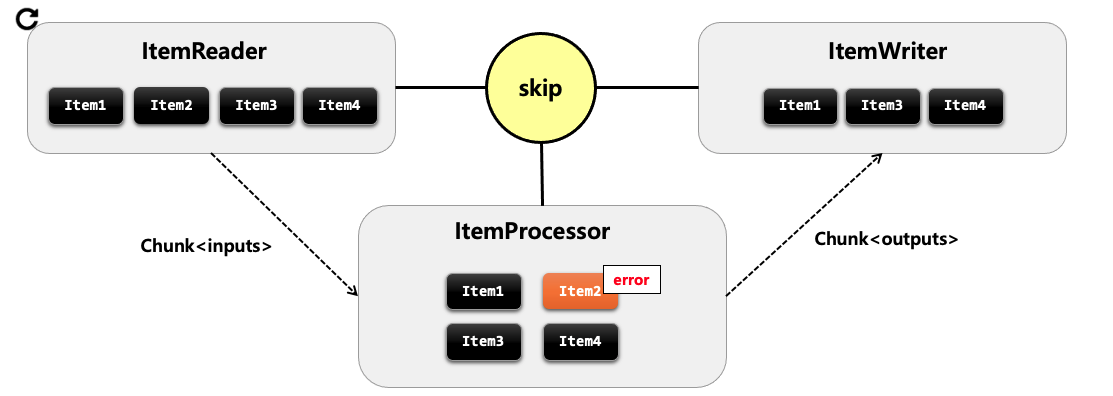 ItemReader
Item1 Item2 Item3 Item4
skip
ItemWriter
Item1 Item3 Item4
Chunk<inputs>
ItemProcessor
Item1 Item2 error
Item3 Item4
Chunk<outputs>